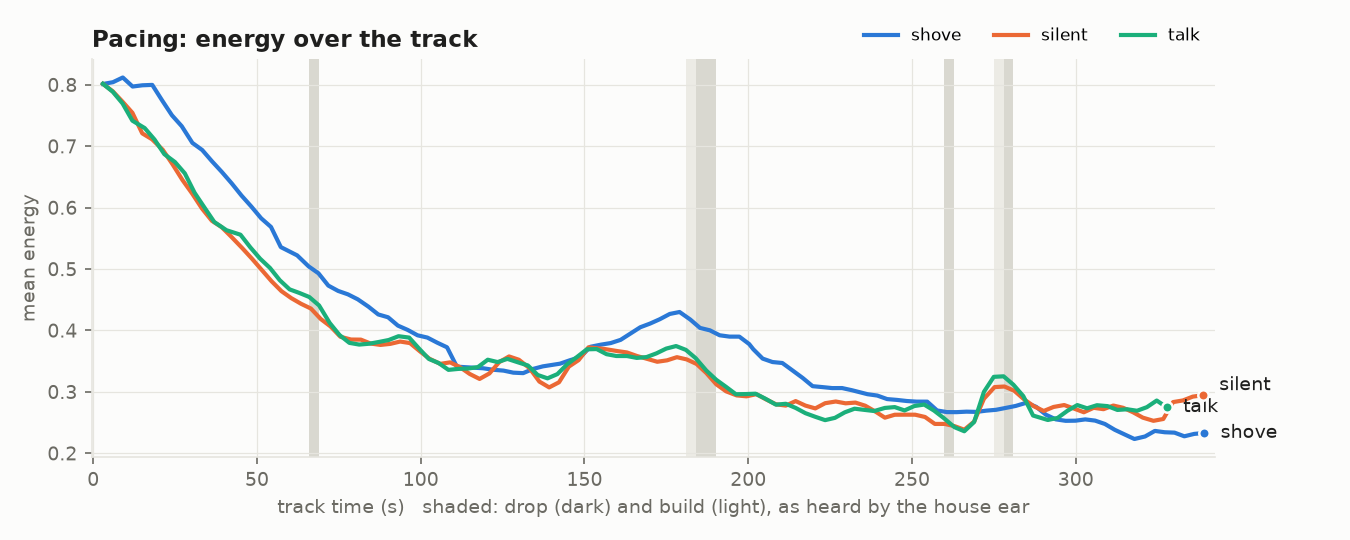 Pacing: energy over the track
shove silent talk
mean energy
0.8
0.7
0.6
0.5
0.4
0.3
0.2
silent
talk
shove
0 50 100 150 200 250 300
track time (s) shaded: drop (dark) and build (light), as heard by the house ear